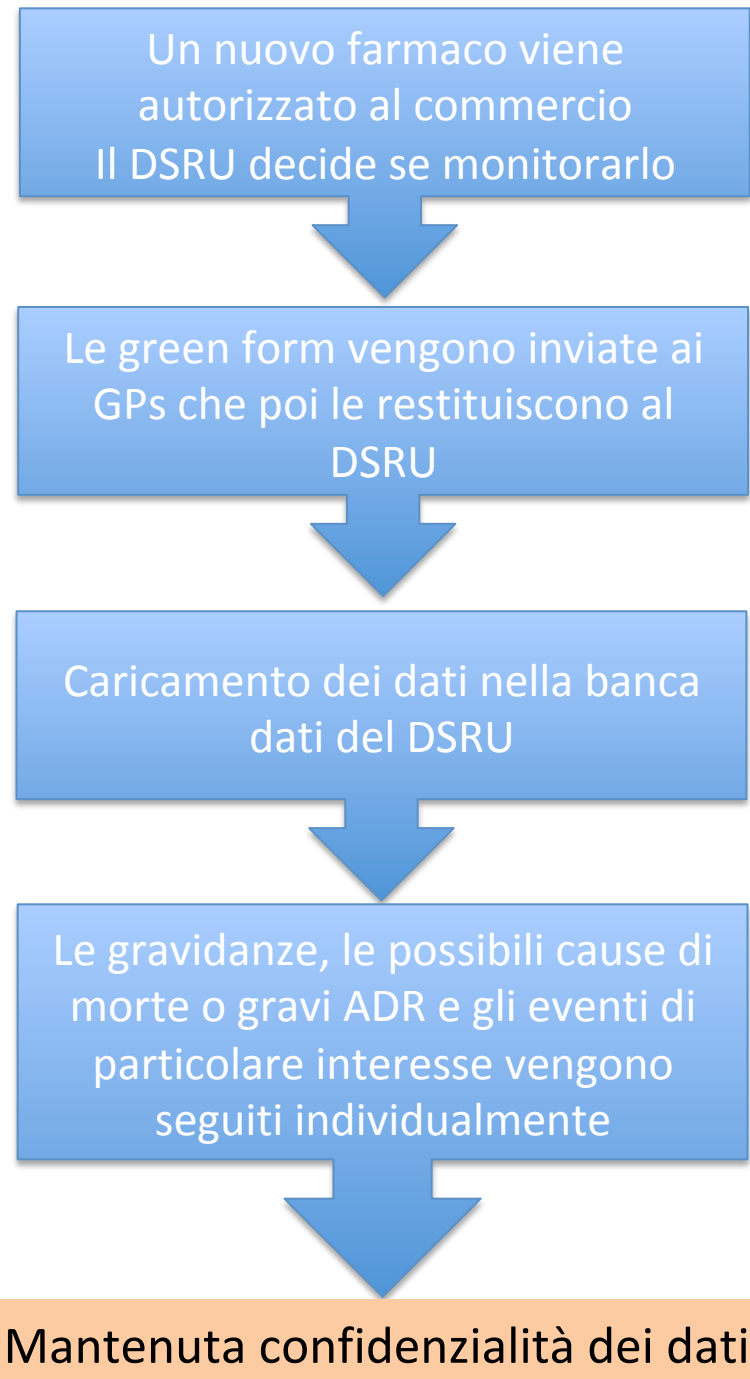 Un nuovo farmaco viene
autorizzato al commercio
Il DSRU decide se monitorarlo
Le green form vengono inviate ai
GPs che poi le restituiscono al
DSRU
Caricamento dei dati nella banca
dati del DSRU
Le gravidanze, le possibili cause di
morte o gravi ADR e gli eventi di
particolare interesse vengono
seguiti individualmente
Mantenuta confidenzialità dei dati